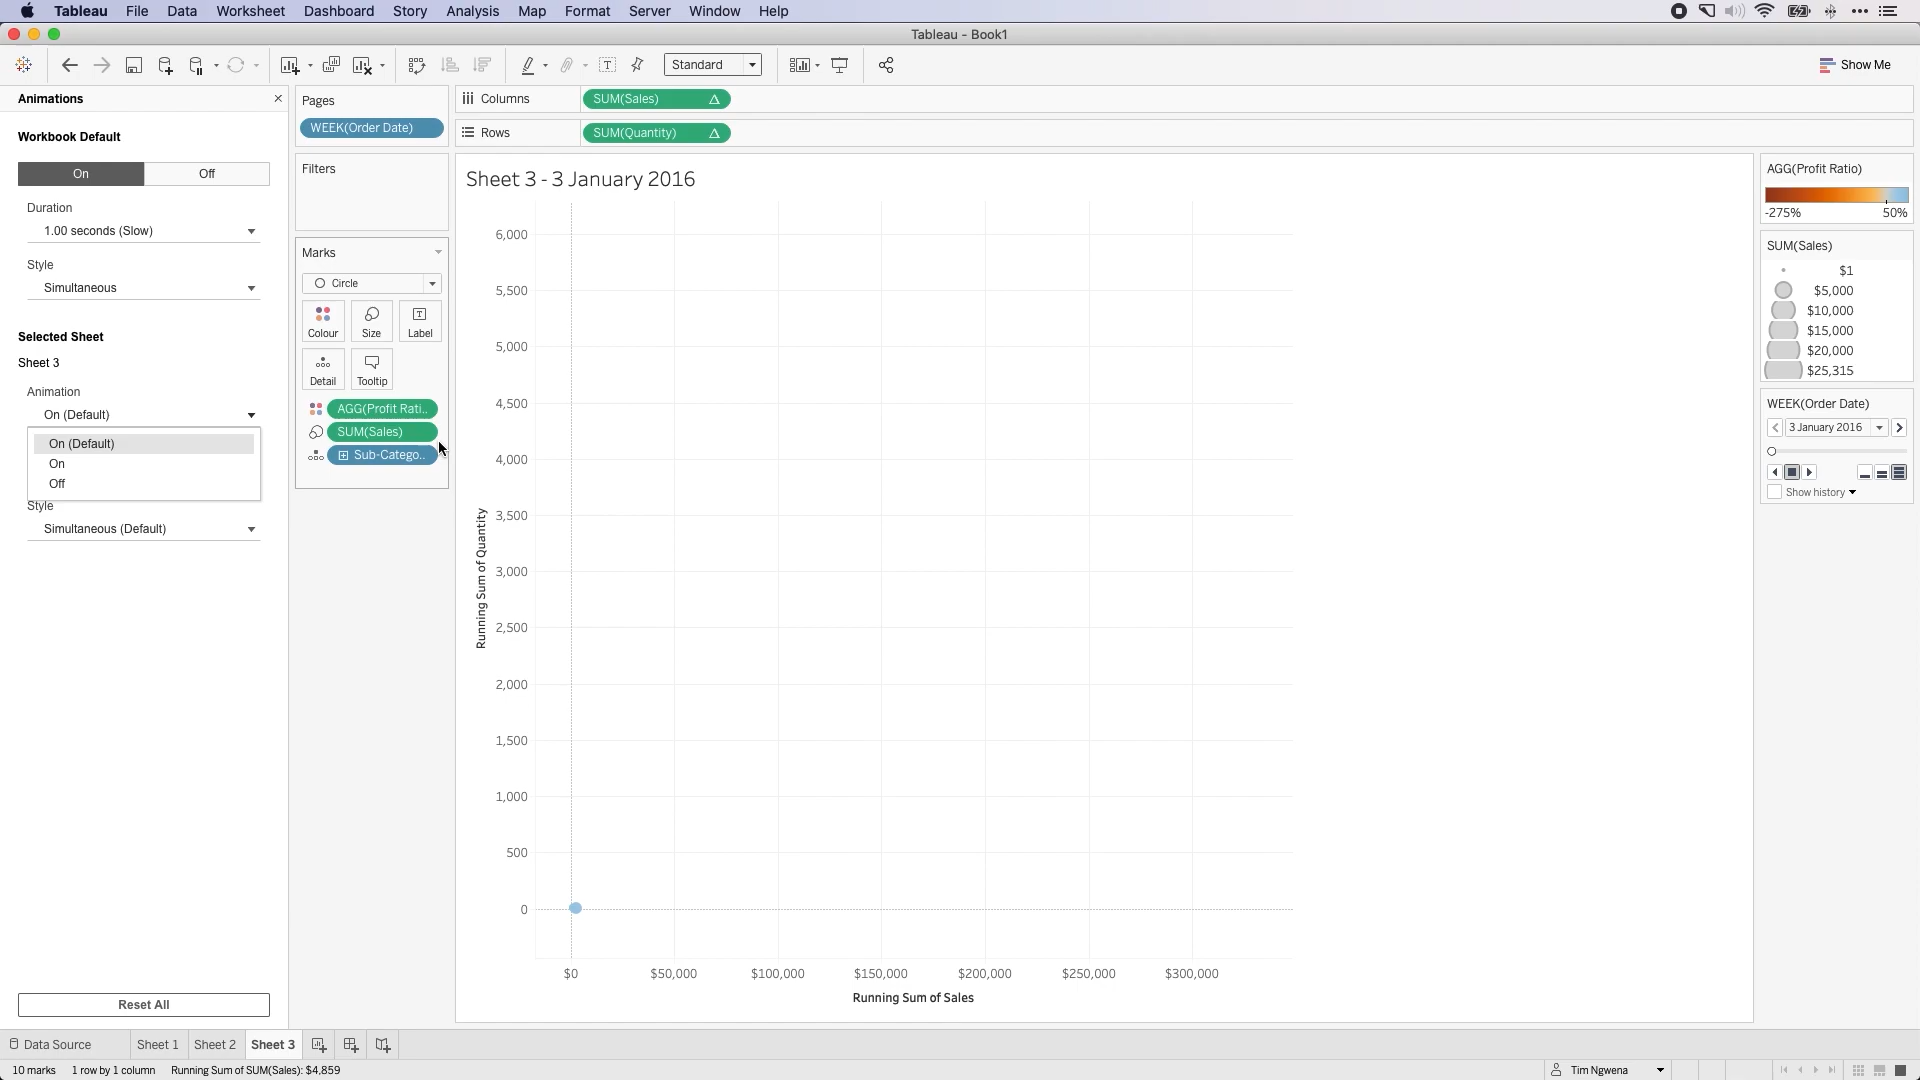 Tableau File Data Worksheet Dashboard Story Analysis Map Format Server Window Help
Tableau - Book1
Standard
Show Me
Animations
Workbook Default
On Off
Duration
1.00 seconds (Slow)
Style
Simultaneous
Selected Sheet
Sheet 3
Animation
On (Default)
On (Default)
On
Off
Style
Simultaneous (Default)
Reset All
Pages
WEEK(Order Date)
Filters
Marks
Circle
Colour Size Label
Detail Tooltip
AGG(Profit Rati..
SUM(Sales)
Sub-Catego..
Columns SUM(Sales)
Rows SUM(Quantity)
Sheet 3 - 3 January 2016
Running Sum of Quantity
6,000
5,500
5,000
4,500
4,000
3,500
3,000
2,500
2,000
1,500
1,000
500
0
$0 $50,000 $100,000 $150,000 $200,000 $250,000 $300,000
Running Sum of Sales
AGG(Profit Ratio)
-275% 50%
SUM(Sales)
$1
$5,000
$10,000
$15,000
$20,000
$25,315
WEEK(Order Date)
3 January 2016
Show history
Data Source Sheet 1 Sheet 2 Sheet 3
10 marks 1 row by 1 column Running Sum of SUM(Sales): $4,859
Tim Ngwena